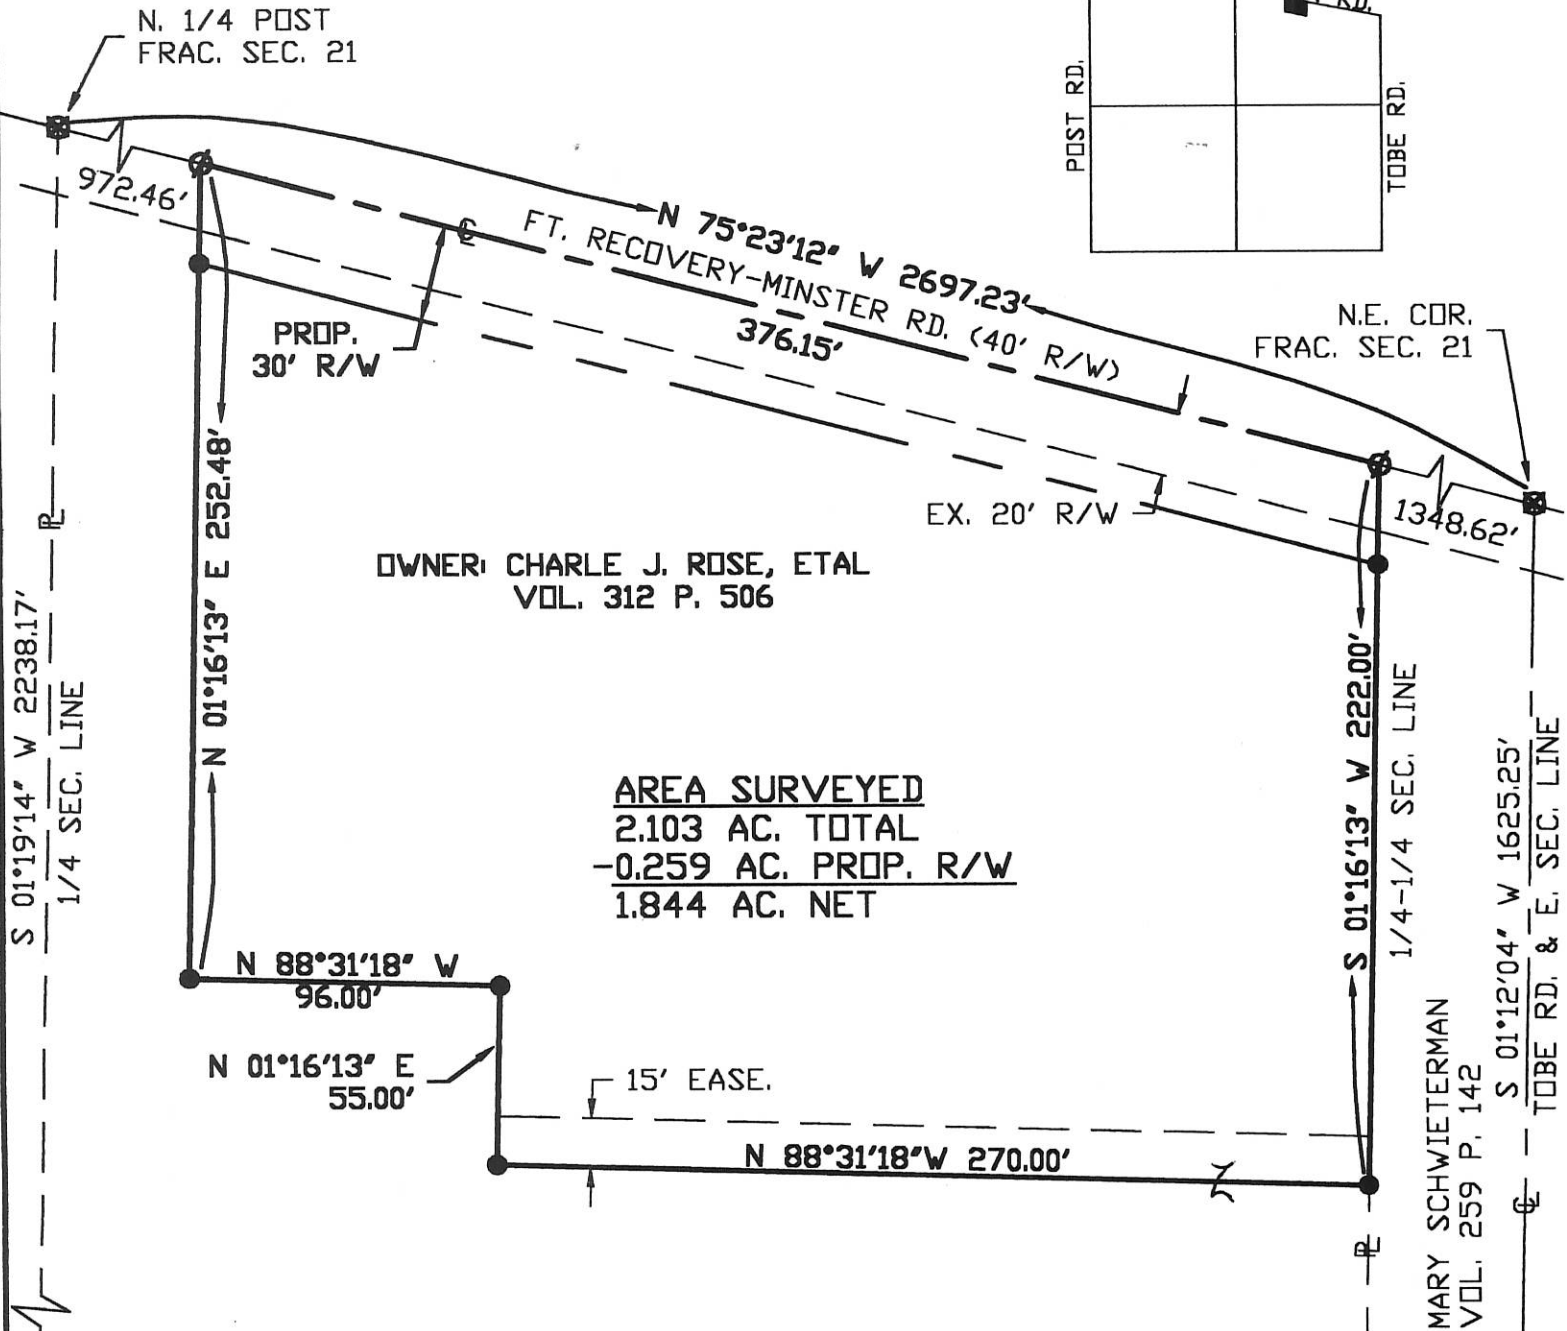 N. 1/4 POST
FRAC. SEC. 21
RD.
POST RD.
TOBE RD.
972.46'
N 75°23'12" W 2697.23'
FT. RECOVERY-MINSTER RD. (40' R/W)
376.15'
PROP.
30' R/W
N.E. COR.
FRAC. SEC. 21
1348.62'
EX. 20' R/W
N 01°16'13" E 252.48'
OWNER: CHARLE J. ROSE, ETAL
VOL. 312 P. 506
S 01°19'14" W 2238.17'
1/4 SEC. LINE
AREA SURVEYED
2.103 AC. TOTAL
-0.259 AC. PROP. R/W
1.844 AC. NET
S 01°16'13" W 222.00'
1/4-1/4 SEC. LINE
S 01°12'04" W 1625.25'
TOBE RD. & E. SEC. LINE
N 88°31'18" W
96.00'
N 01°16'13" E
55.00'
15' EASE.
N 88°31'18"W 270.00'
MARY SCHWIETERMAN
VOL. 259 P. 142